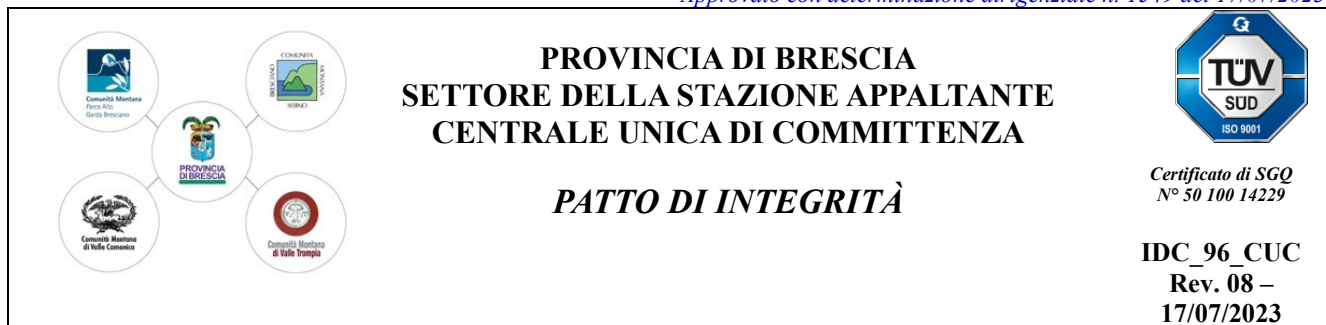 Approvato con determinazione dirigenziale n. 1349 del 17/07/2023
COMUNITÀ
MONTANA
SEBINO
BRESCIANO
Comunità Montana
Parco Alto
Garda Bresciano
PROVINCIA
DI BRESCIA
Comunità Montana
di Valle Camonica
Comunità Montana
di Valle Trompia
PROVINCIA DI BRESCIA
SETTORE DELLA STAZIONE APPALTANTE
CENTRALE UNICA DI COMMITTENZA
PATTO DI INTEGRITÀ
TÜV
SÜD
ISO 9001
Certificato di SGQ
N° 50 100 14229
IDC_96_CUC
Rev. 08 –
17/07/2023